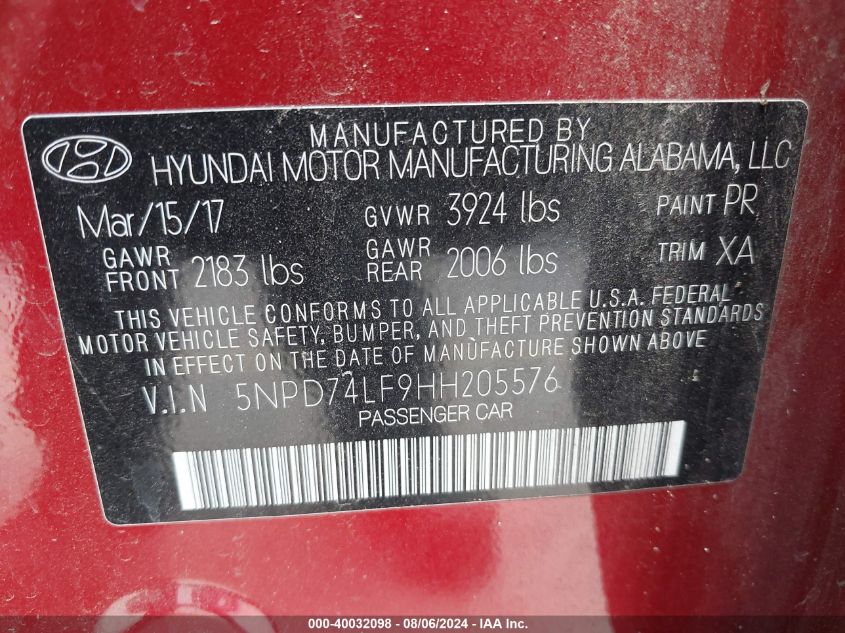 MANUFACTURED BY
HYUNDAI MOTOR MANUFACTURING ALABAMA, LLC
Mar/15/17 GVWR 3924 lbs PAINT PR
GAWR FRONT 2183 lbs GAWR REAR 2006 lbs TRIM XA
THIS VEHICLE CONFORMS TO ALL APPLICABLE U.S.A. FEDERAL
MOTOR VEHICLE SAFETY, BUMPER, AND THEFT PREVENTION STANDARDS
IN EFFECT ON THE DATE OF MANUFACTURE SHOWN ABOVE
V.I.N 5NPD74LF9HH205576
PASSENGER CAR
000-40032098 - 08/06/2024 - IAA Inc.